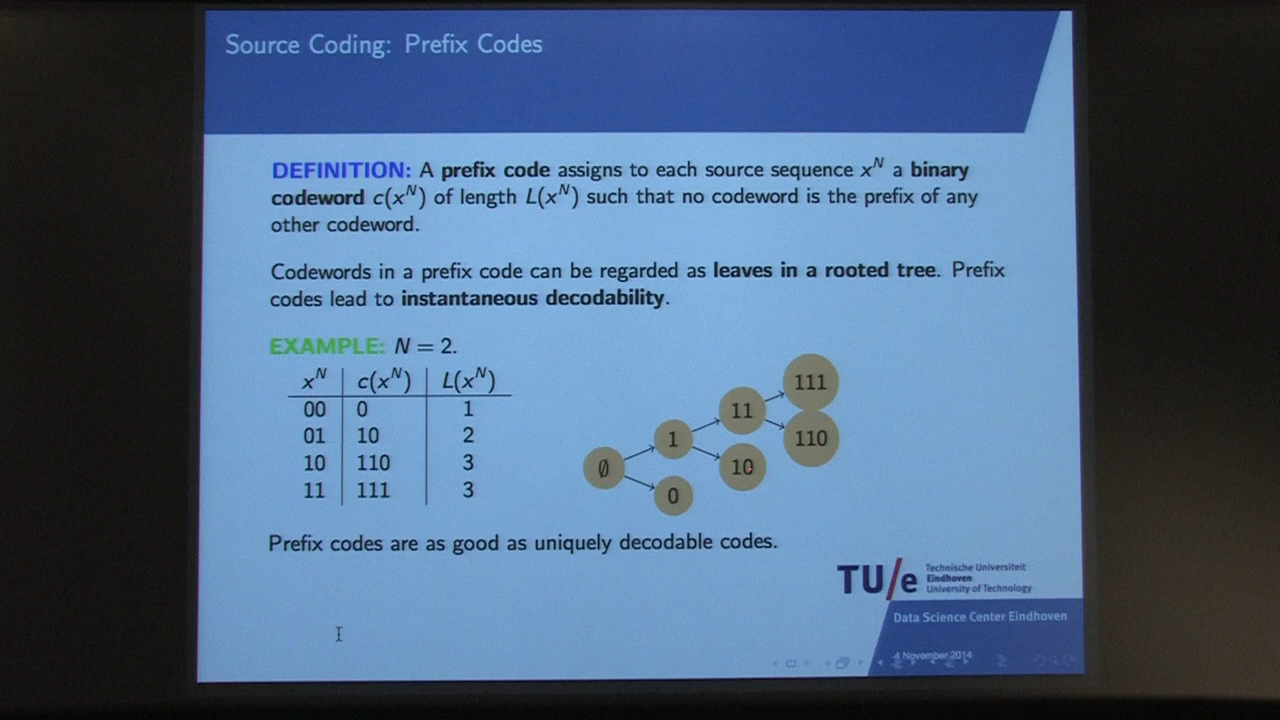 Source Coding: Prefix Codes
DEFINITION: A prefix code assigns to each source sequence x^N a binary
codeword c(x^N) of length L(x^N) such that no codeword is the prefix of any
other codeword.
Codewords in a prefix code can be regarded as leaves in a rooted tree. Prefix
codes lead to instantaneous decodability.
EXAMPLE: N = 2.
x^N c(x^N) L(x^N)
00 0 1
01 10 2
10 110 3
11 111 3
111
11
110
1
10
∅
0
Prefix codes are as good as uniquely decodable codes.
TU/e Technische Universiteit
Eindhoven
University of Technology
Data Science Center Eindhoven
4 November 2014